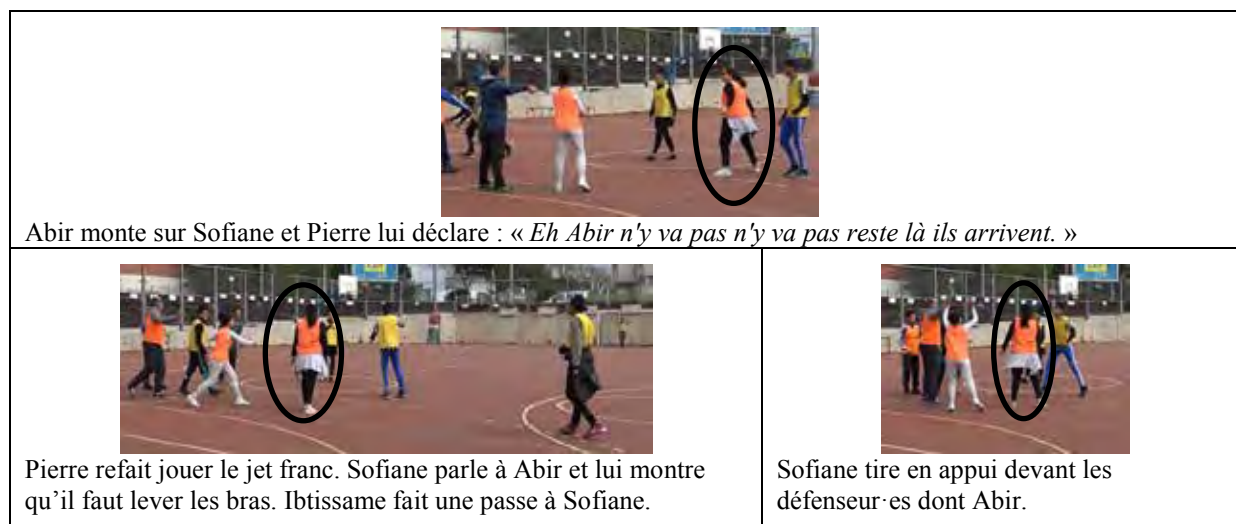 Abir monte sur Sofiane et Pierre lui déclare : « Eh Abir n'y va pas n'y va pas reste là ils arrivent. »
Pierre refait jouer le jet franc. Sofiane parle à Abir et lui montre
qu’il faut lever les bras. Ibtissame fait une passe à Sofiane.
Sofiane tire en appui devant les
défenseur·es dont Abir.